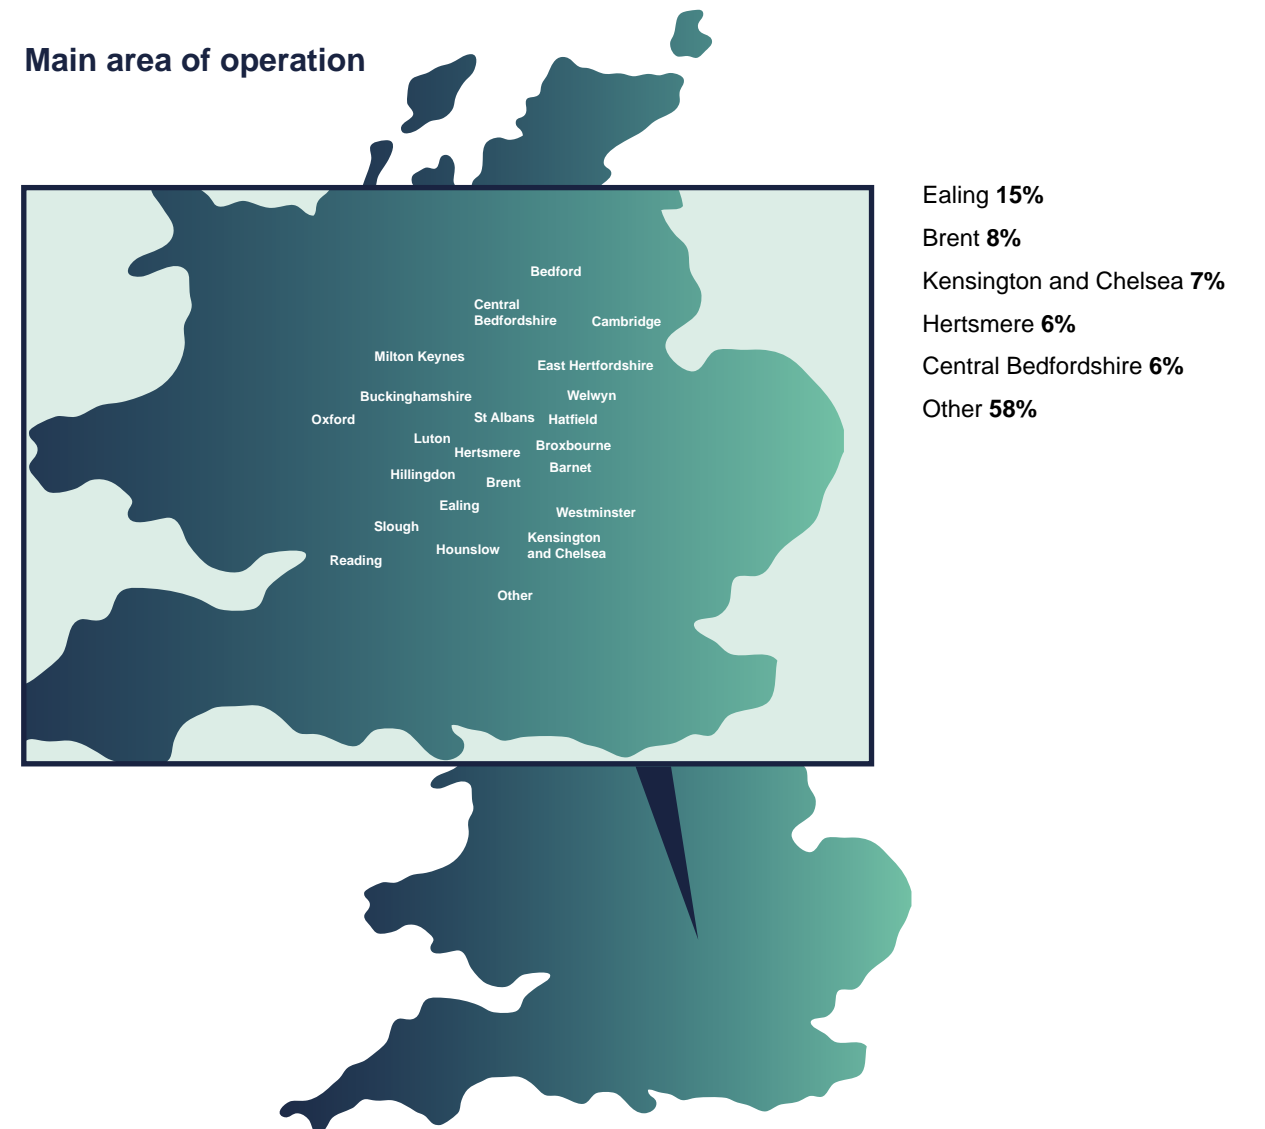 Main area of operation
Ealing 15%
Brent 8%
Kensington and Chelsea 7%
Hertsmere 6%
Central Bedfordshire 6%
Other 58%
Bedford
Central
Bedfordshire
Cambridge
Milton Keynes
East Hertfordshire
Buckinghamshire
Welwyn
Oxford
St Albans
Hatfield
Luton
Hertsmere
Broxbourne
Barnet
Hillingdon
Brent
Ealing
Westminster
Slough
Kensington
and Chelsea
Hounslow
Reading
Other